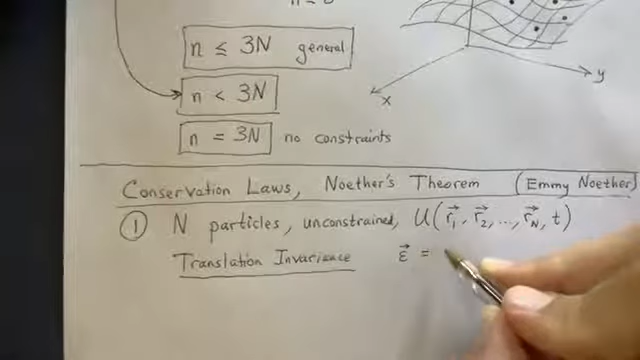 n ≤ 3N general
n < 3N
n = 3N no constraints
x
y
Conservation Laws, Noether's Theorem (Emmy Noether)
① N particles, unconstrained, U(r⃗₁, r⃗₂, ..., r⃗_N, t)
Translation Invariance ε⃗ =